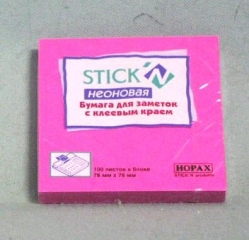 STICK'N
неоновая
Бумага для заметок
с клеевым краем
100 листов в блоке
76 мм x 76 мм
HOPAX